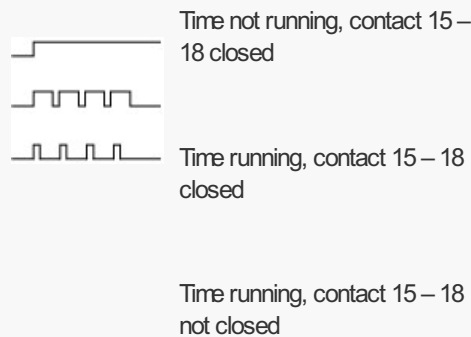 Time not running, contact 15 –
18 closed
Time running, contact 15 – 18
closed
Time running, contact 15 – 18
not closed